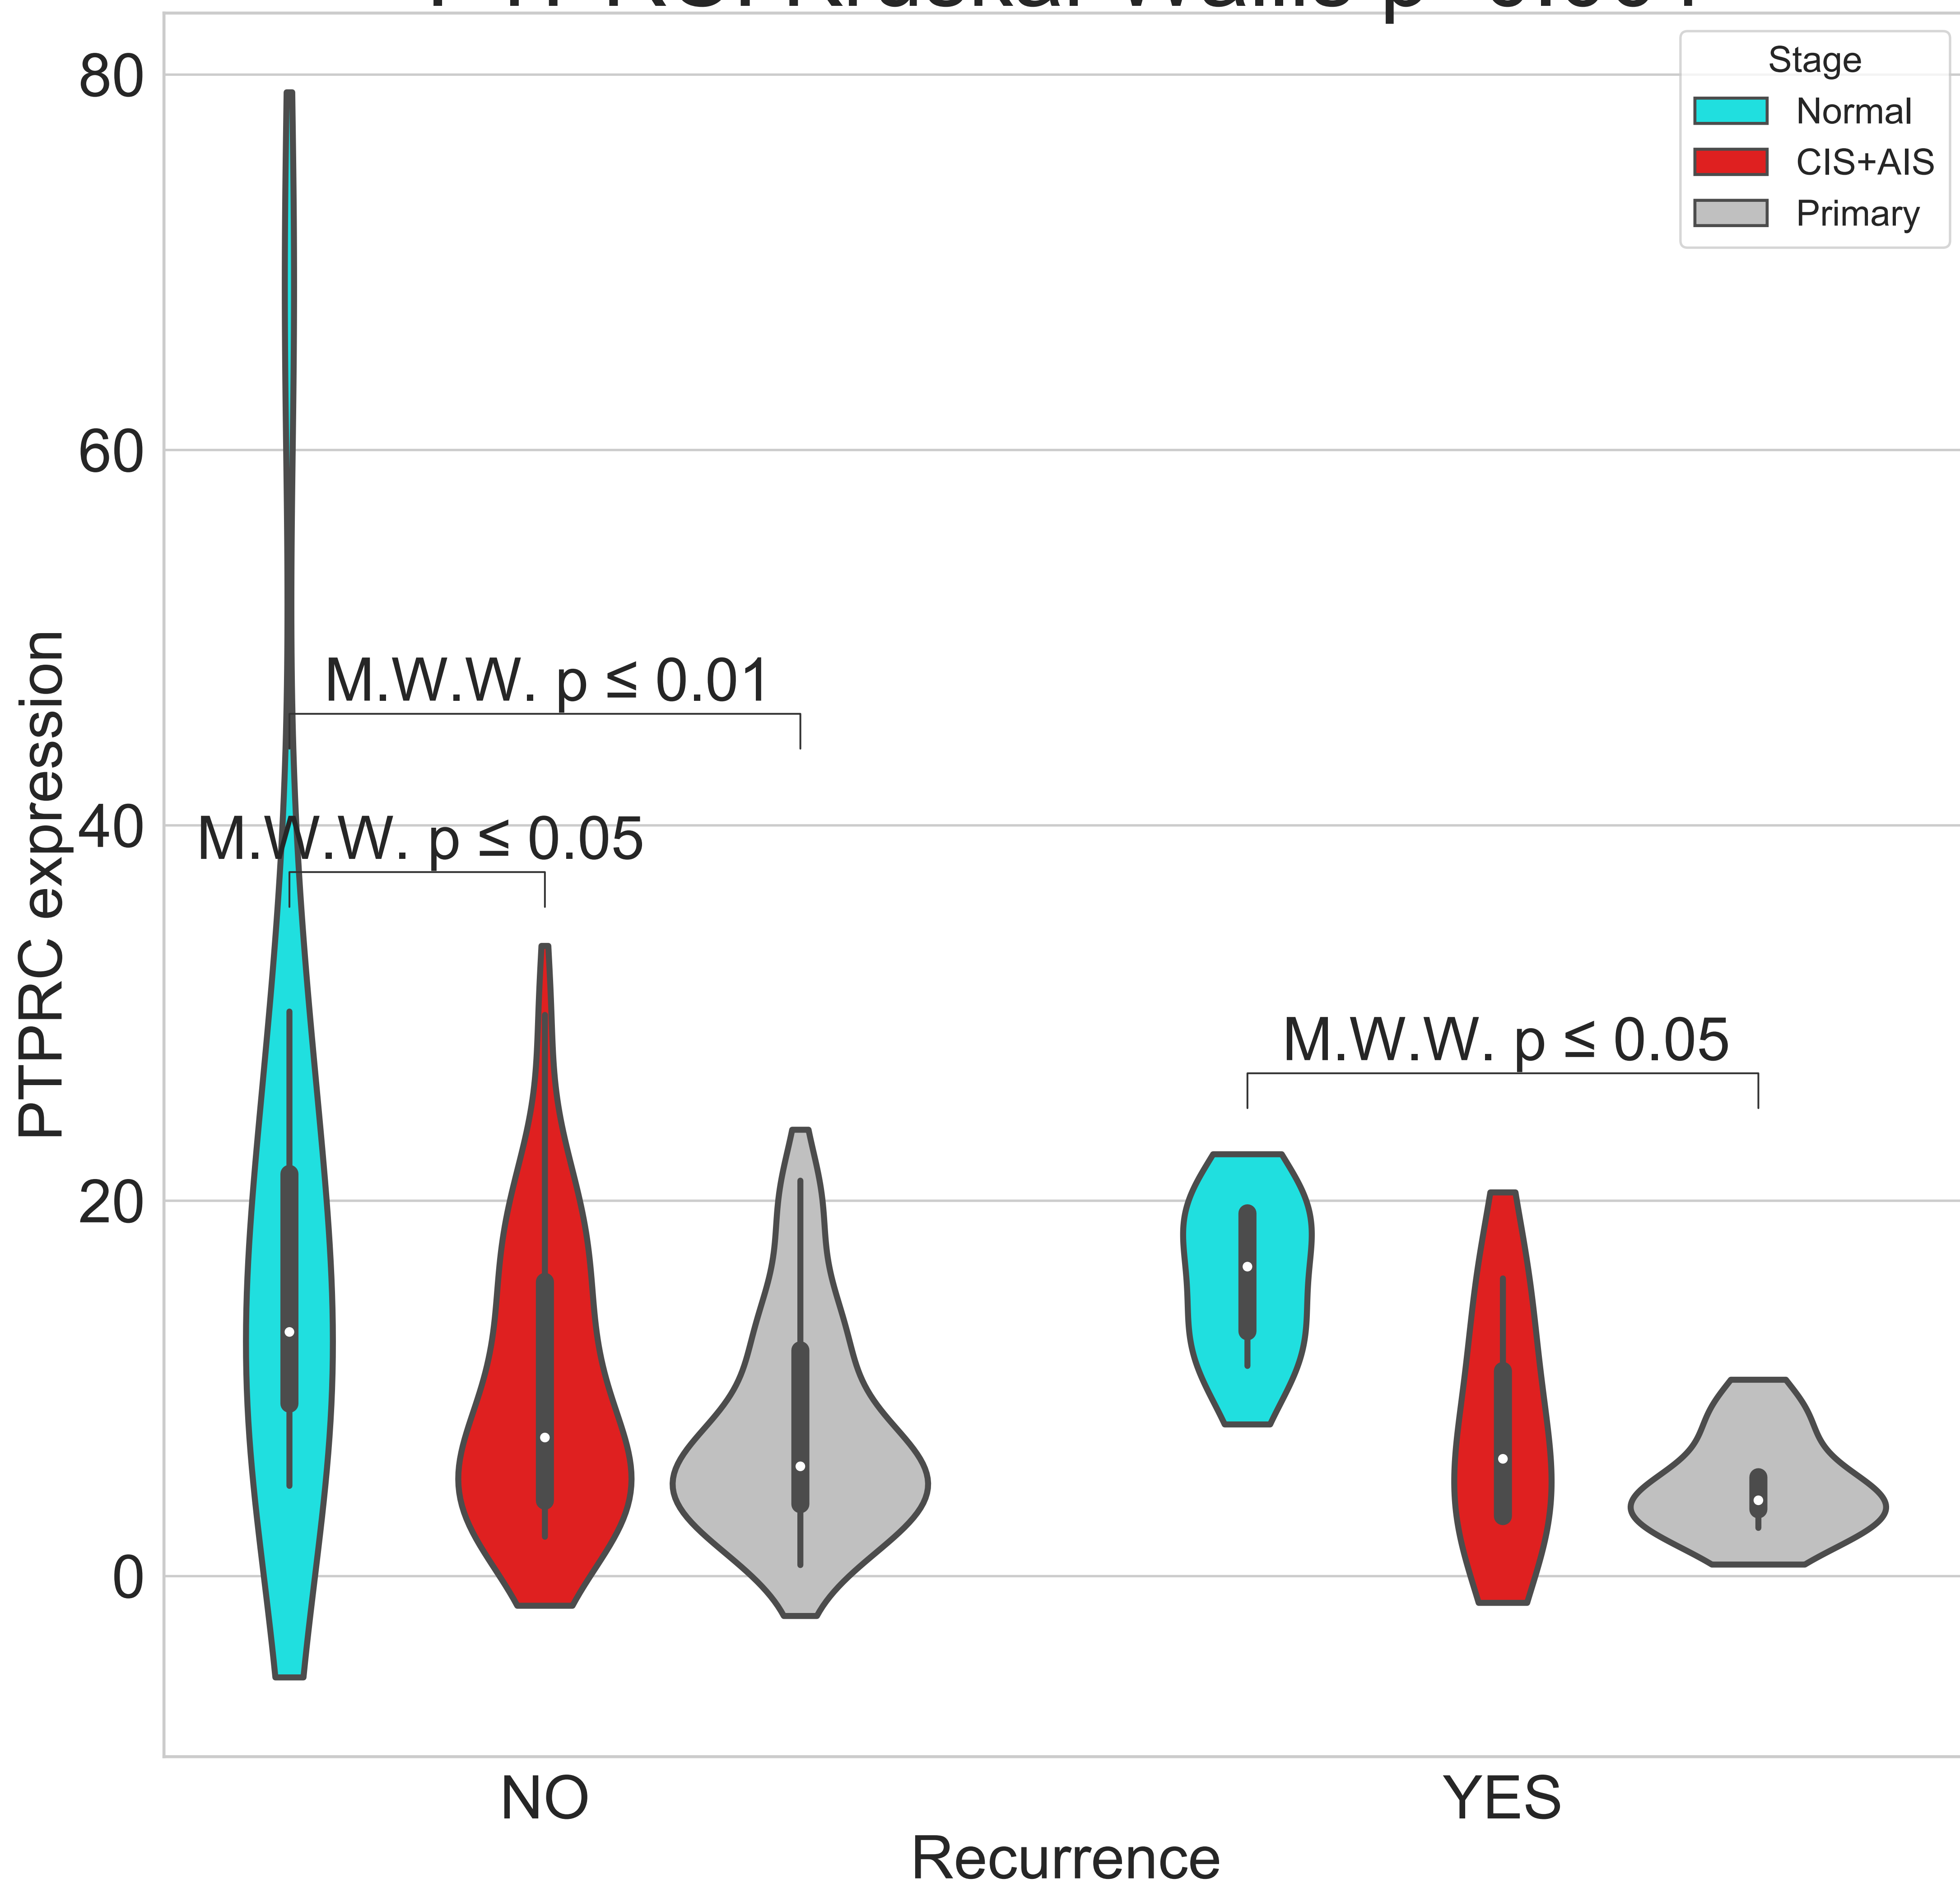 80
Stage
Normal
CIS+AIS
Primary
60
M.W.W. p ≤ 0.01
PTPRC expression
40
M.W.W. p ≤ 0.05
M.W.W. p ≤ 0.05
20
0
NO
YES
Recurrence